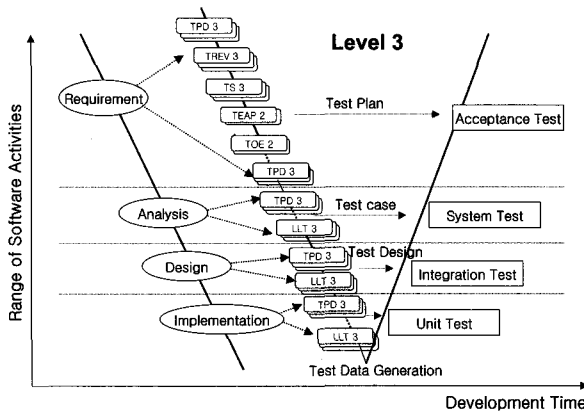 TPD 3
Level 3
TREV 3
TS 3
Requirement
TEAP 2
Test Plan
Acceptance Test
TOE 2
TPD 3
TPD 3
Test case
Analysis
System Test
LLT 3
TPD 3
Test Design
Design
Integration Test
LLT 3
TPD 3
Implementation
Unit Test
LLT 3
Test Data Generation
Range of Software Activities
Development Time